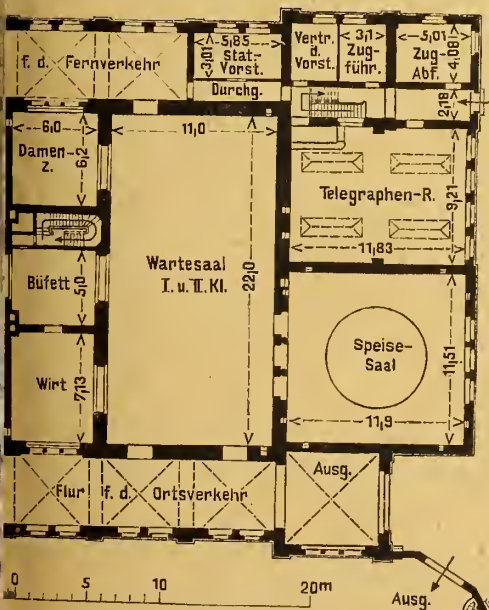 f. d. Fernverkehr
5,85
3,01
Stat.-
Vorst.
Durchg.
Vertr.
d.
Vorst.
3,1
Zug-
führ.
5,01
Zug-
Abf.
4,08
2,18
6,0
Damen-
z.
6,2
11,0
Wartesaal
I. u. II. Kl.
22,0
Telegraphen-R.
9,21
11,83
Büfett
5,0
Wirt
7,13
Speise-
Saal
11,51
11,9
Flur f. d. Ortsverkehr
Ausg.
0 5 10 20m
Ausg.